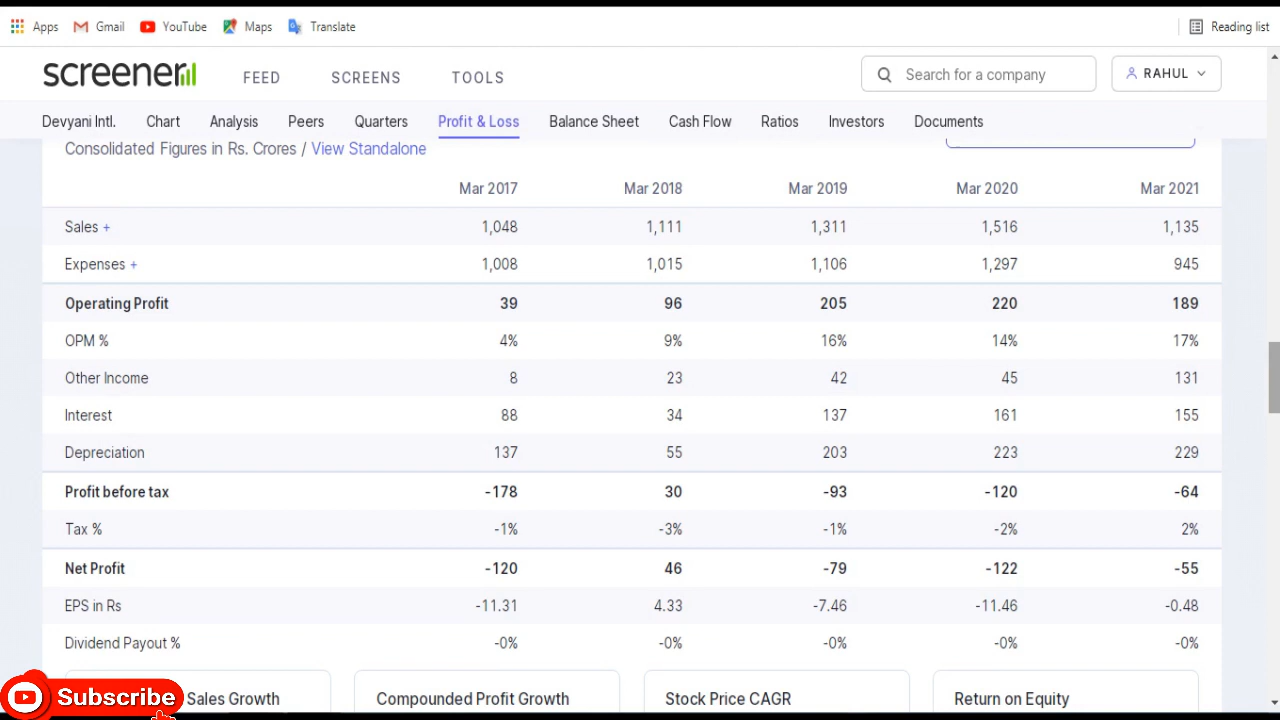 Apps Gmail YouTube Maps Translate Reading list
screener FEED SCREENS TOOLS Search for a company RAHUL
Devyani Intl. Chart Analysis Peers Quarters Profit & Loss Balance Sheet Cash Flow Ratios Investors Documents
Consolidated Figures in Rs. Crores / View Standalone
Mar 2017 Mar 2018 Mar 2019 Mar 2020 Mar 2021
Sales + 1,048 1,111 1,311 1,516 1,135
Expenses + 1,008 1,015 1,106 1,297 945
Operating Profit 39 96 205 220 189
OPM % 4% 9% 16% 14% 17%
Other Income 8 23 42 45 131
Interest 88 34 137 161 155
Depreciation 137 55 203 223 229
Profit before tax -178 30 -93 -120 -64
Tax % -1% -3% -1% -2% 2%
Net Profit -120 46 -79 -122 -55
EPS in Rs -11.31 4.33 -7.46 -11.46 -0.48
Dividend Payout % -0% -0% -0% -0% -0%
Subscribe Sales Growth Compounded Profit Growth Stock Price CAGR Return on Equity